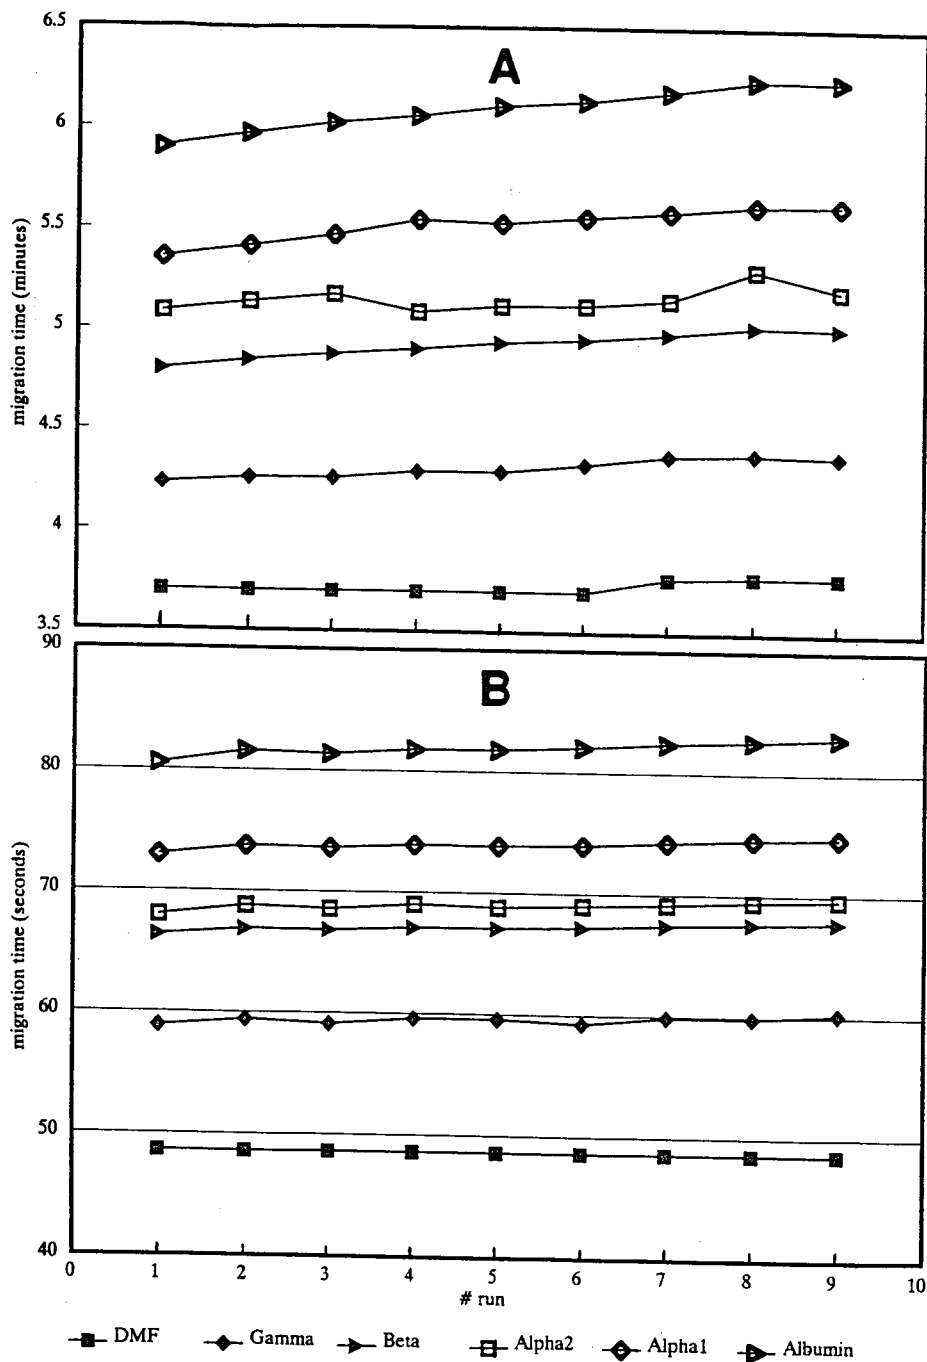 6.5
A
6
5.5
5
4.5
4
3.5
migration time (minutes)
90
B
80
70
60
50
40
migration time (seconds)
0 1 2 3 4 5 6 7 8 9 10
# run
DMF Gamma Beta Alpha2 Alpha1 Albumin